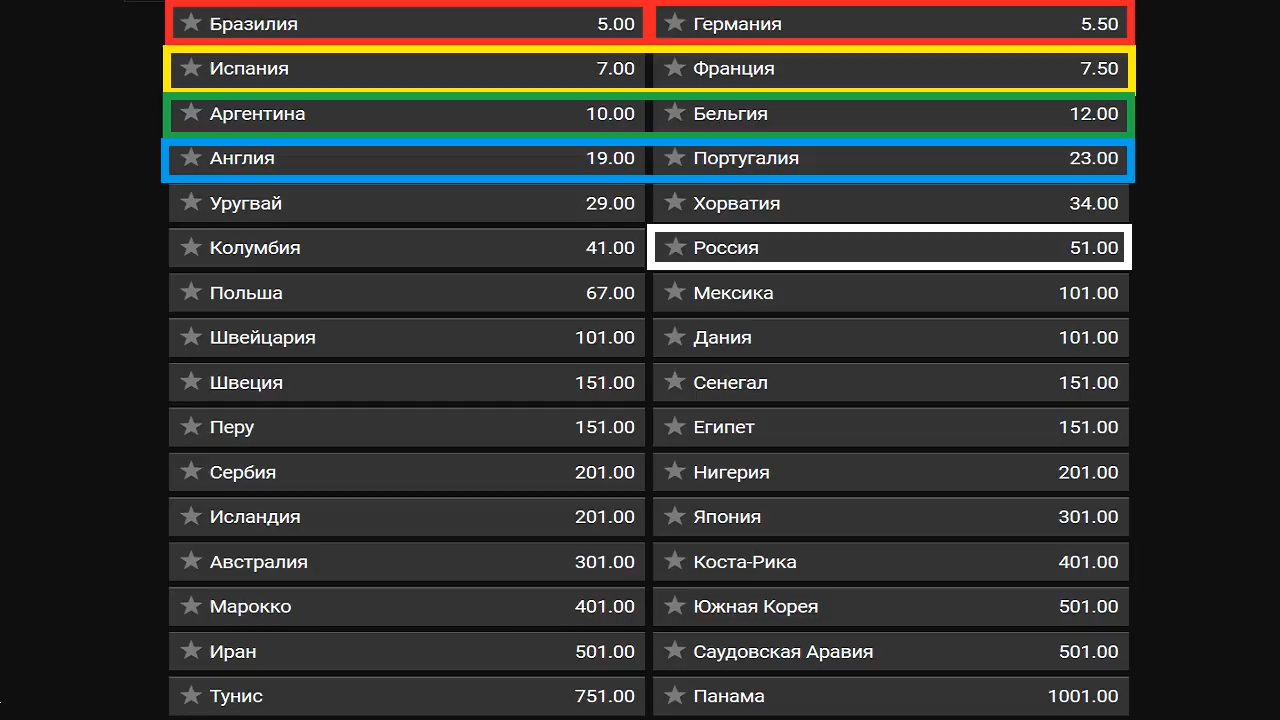 Бразилия 5.00 Германия 5.50
Испания 7.00 Франция 7.50
Аргентина 10.00 Бельгия 12.00
Англия 19.00 Португалия 23.00
Уругвай 29.00 Хорватия 34.00
Колумбия 41.00 Россия 51.00
Польша 67.00 Мексика 101.00
Швейцария 101.00 Дания 101.00
Швеция 151.00 Сенегал 151.00
Перу 151.00 Египет 151.00
Сербия 201.00 Нигерия 201.00
Исландия 201.00 Япония 301.00
Австралия 301.00 Коста-Рика 401.00
Марокко 401.00 Южная Корея 501.00
Иран 501.00 Саудовская Аравия 501.00
Тунис 751.00 Панама 1001.00